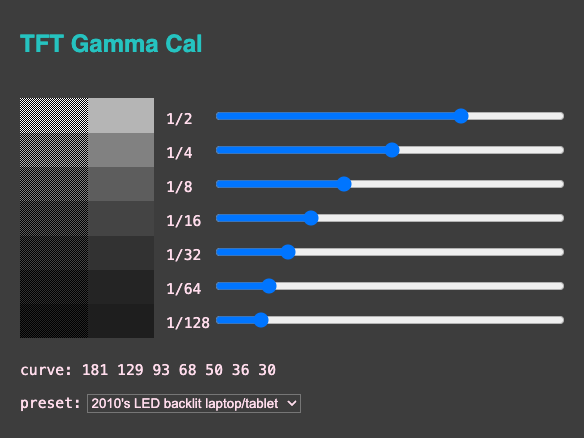 TFT Gamma Cal
1/2
1/4
1/8
1/16
1/32
1/64
1/128
curve: 181 129 93 68 50 36 30
preset: 2010's LED backlit laptop/tablet